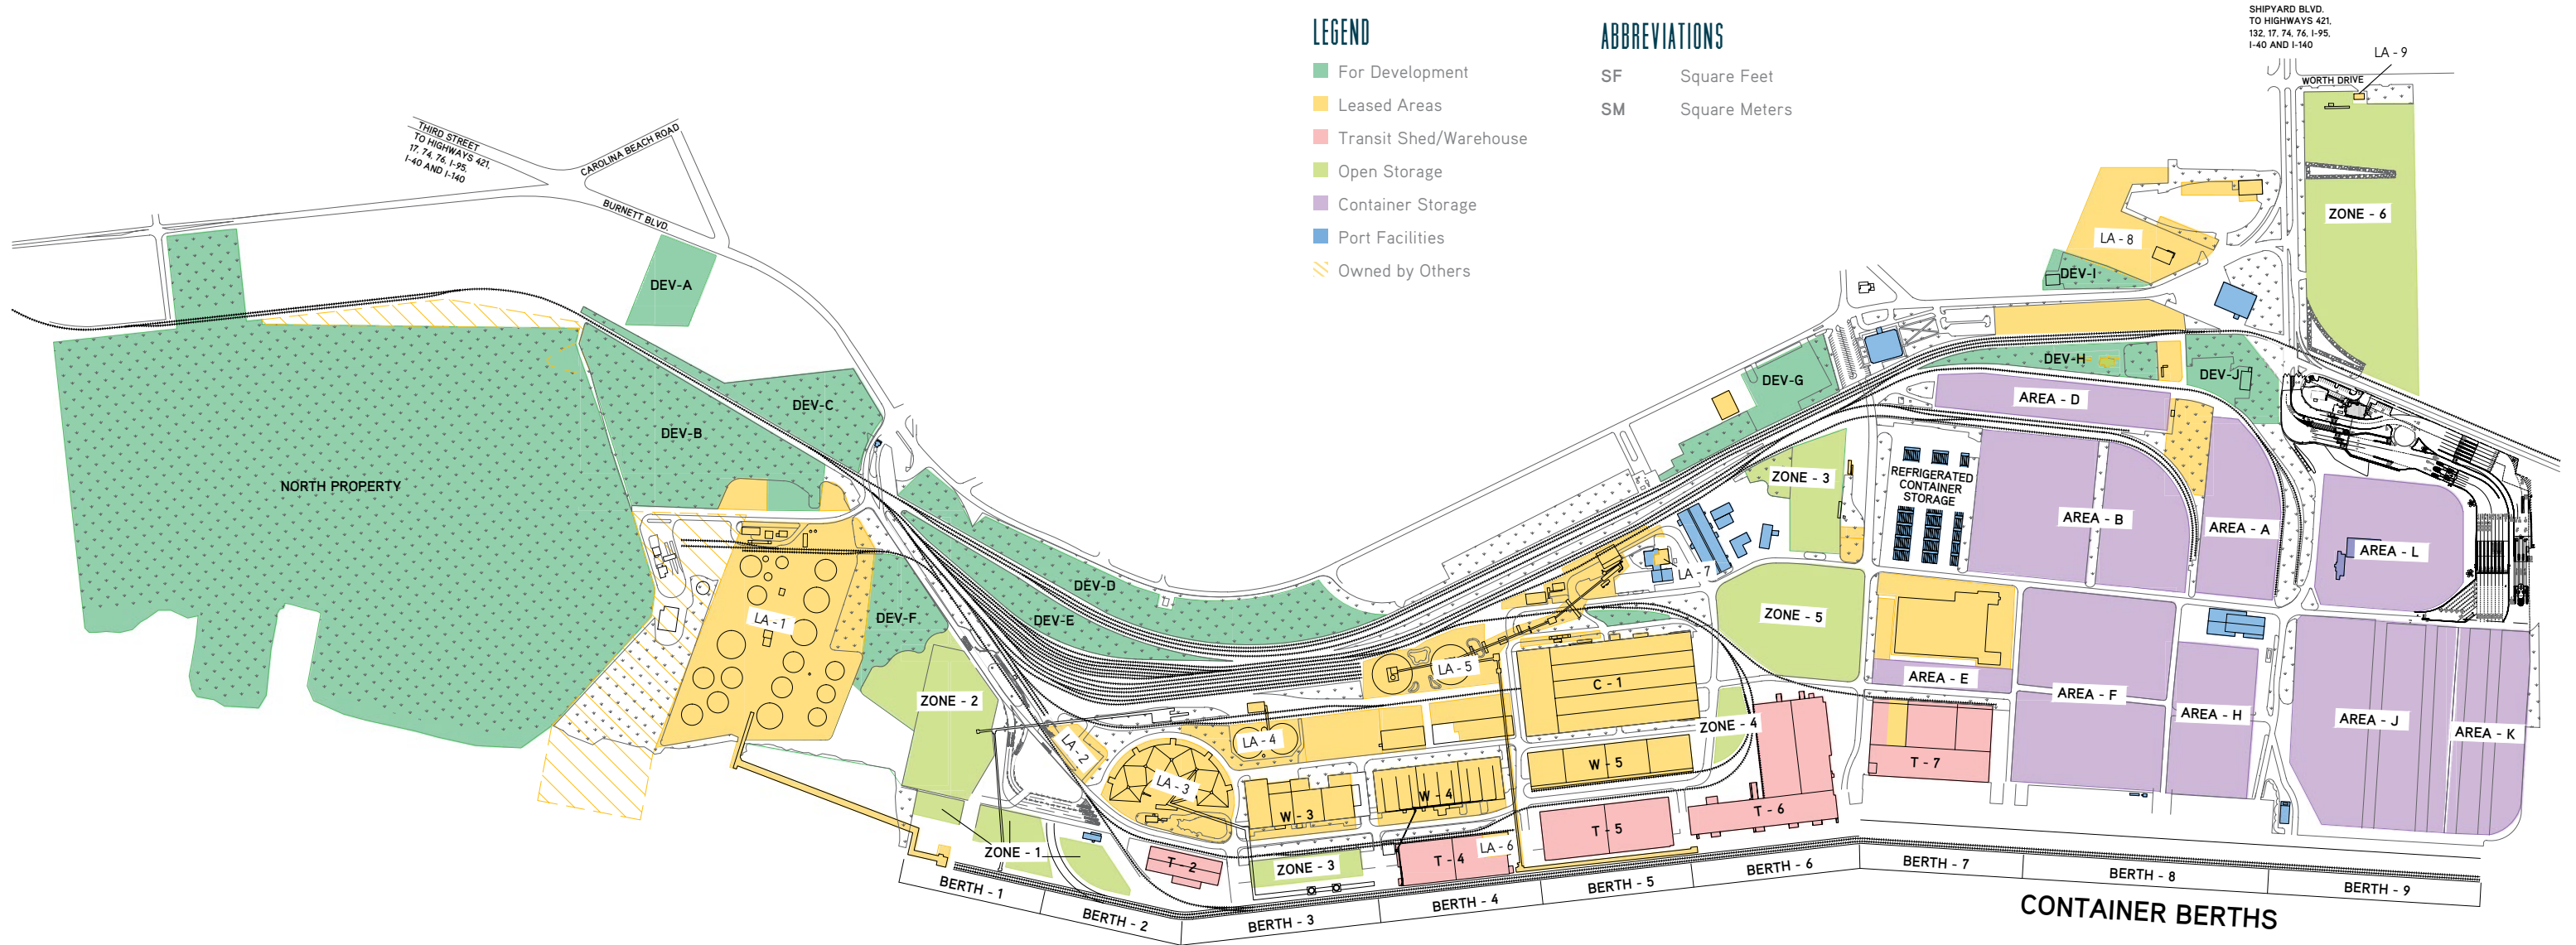 LEGEND
For Development
Leased Areas
Transit Shed/Warehouse
Open Storage
Container Storage
Port Facilities
Owned by Others
ABBREVIATIONS
SF Square Feet
SM Square Meters
SHIPYARD BLVD.
TO HIGHWAYS 421,
132, 17, 74, 76, I-95,
I-40 AND I-140
LA - 9
WORTH DRIVE
THIRD STREET
TO HIGHWAYS 421,
17, 74, 76, I-95,
I-40 AND I-140
CAROLINA BEACH ROAD
BURNETT BLVD.
ZONE - 6
LA - 8
DEV-I
DEV-A
DEV-H
DEV-J
DEV-G
AREA - D
DEV-C
DEV-B
NORTH PROPERTY
ZONE - 3
REFRIGERATED
CONTAINER
STORAGE
AREA - B
AREA - A
AREA - L
LA - 7
DEV-D
DEV-E
DEV-F
LA - 1
ZONE - 5
LA - 5
C - 1
AREA - E
AREA - F
AREA - H
AREA - J
AREA - K
ZONE - 2
LA - 2
LA - 4
ZONE - 4
LA - 3
W - 5
T - 7
W - 3
W - 4
T - 6
T - 5
ZONE - 1
T - 2
ZONE - 3
T - 4
LA - 6
BERTH - 1
BERTH - 2
BERTH - 3
BERTH - 4
BERTH - 5
BERTH - 6
BERTH - 7
BERTH - 8
BERTH - 9
CONTAINER BERTHS